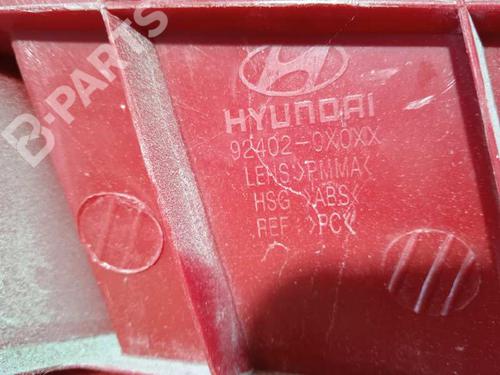 B-PARTS
HYUNDAI
92402-0X0XX
LENS >PMMA<
HSG >ABS<
REF >PC<